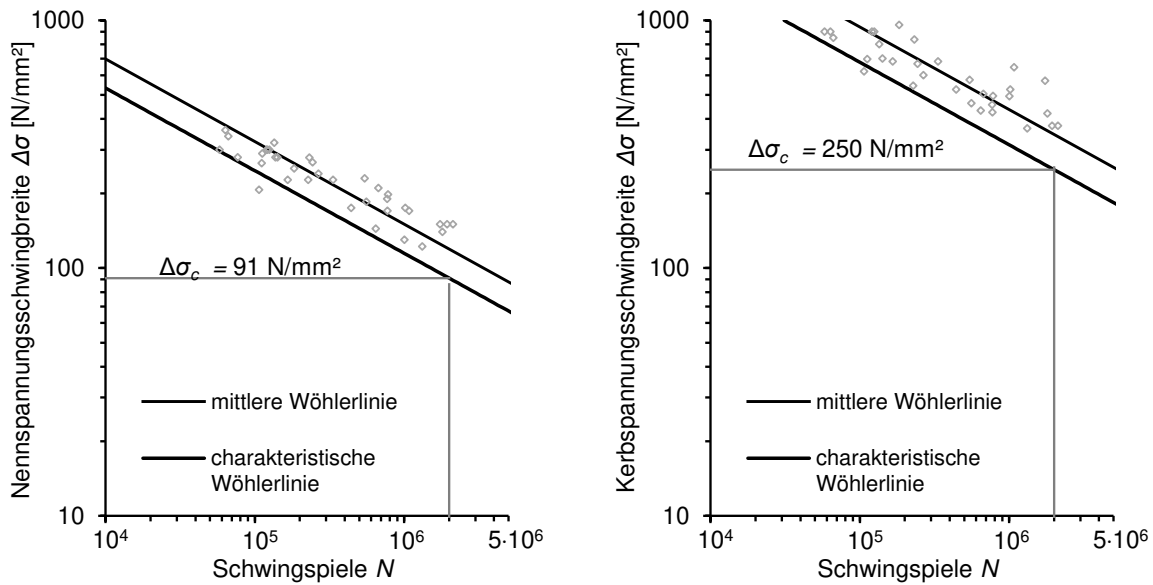 Nennspannungsschwingbreite Δσ [N/mm²]
1000
100
10
Δσc = 91 N/mm²
mittlere Wöhlerlinie
charakteristische
Wöhlerlinie
10⁴
10⁵
10⁶
5·10⁶
Schwingspiele N
Kerbspannungsschwingbreite Δσ [N/mm²]
1000
100
10
Δσc = 250 N/mm²
mittlere Wöhlerlinie
charakteristische
Wöhlerlinie
10⁴
10⁵
10⁶
5·10⁶
Schwingspiele N